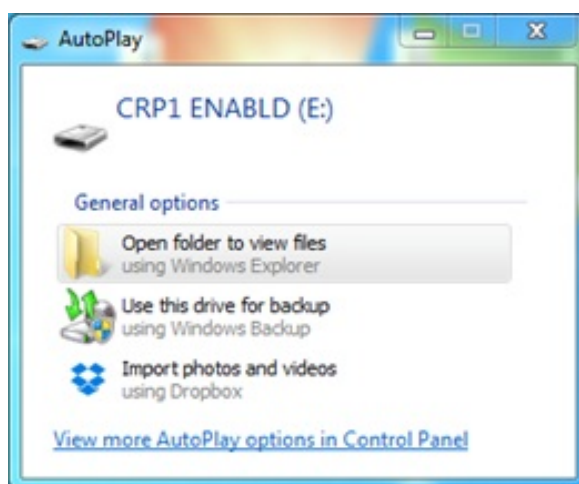 AutoPlay
CRP1 ENABLD (E:)
General options
Open folder to view files
using Windows Explorer
Use this drive for backup
using Windows Backup
Import photos and videos
using Dropbox
View more AutoPlay options in Control Panel